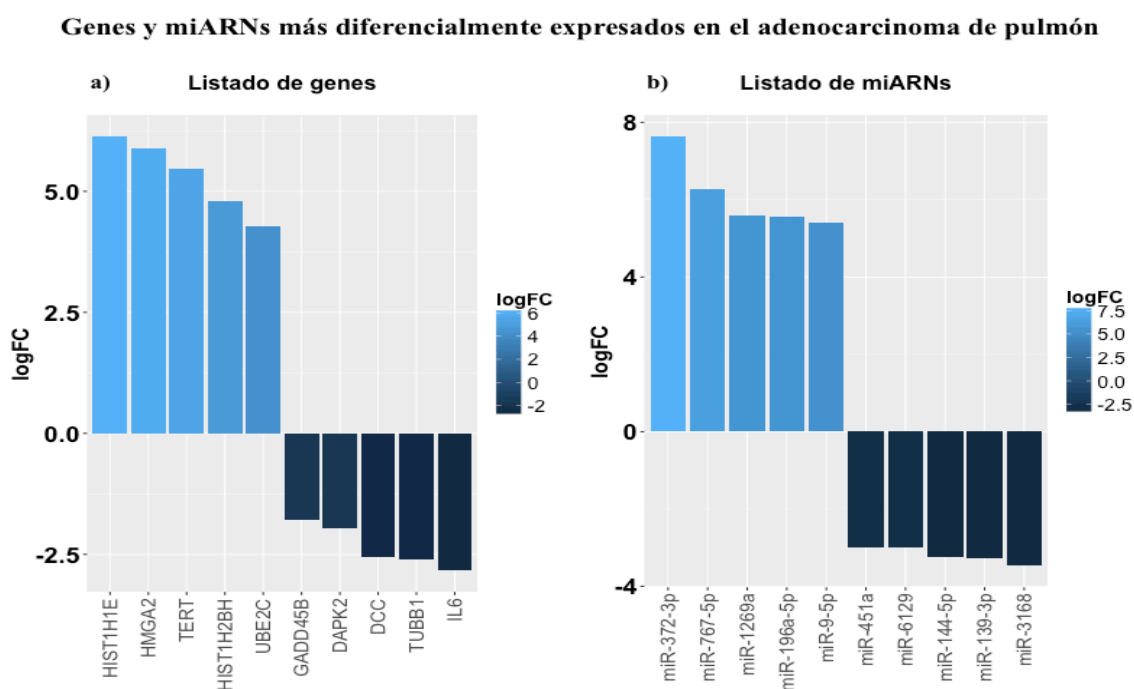 Genes y miARNs más diferencialmente expresados en el adenocarcinoma de pulmón
a) Listado de genes
logFC
5.0
2.5
0.0
-2.5
HIST1H1E
HMGA2
TERT
HIST1H2BH
UBE2C
GADD45B
DAPK2
DCC
TUBB1
IL6
logFC
6
4
2
0
-2
b) Listado de miARNs
logFC
8
4
0
-4
miR-372-3p
miR-767-5p
miR-1269a
miR-196a-5p
miR-9-5p
miR-451a
miR-6129
miR-144-5p
miR-139-3p
miR-3168
logFC
7.5
5.0
2.5
0.0
-2.5